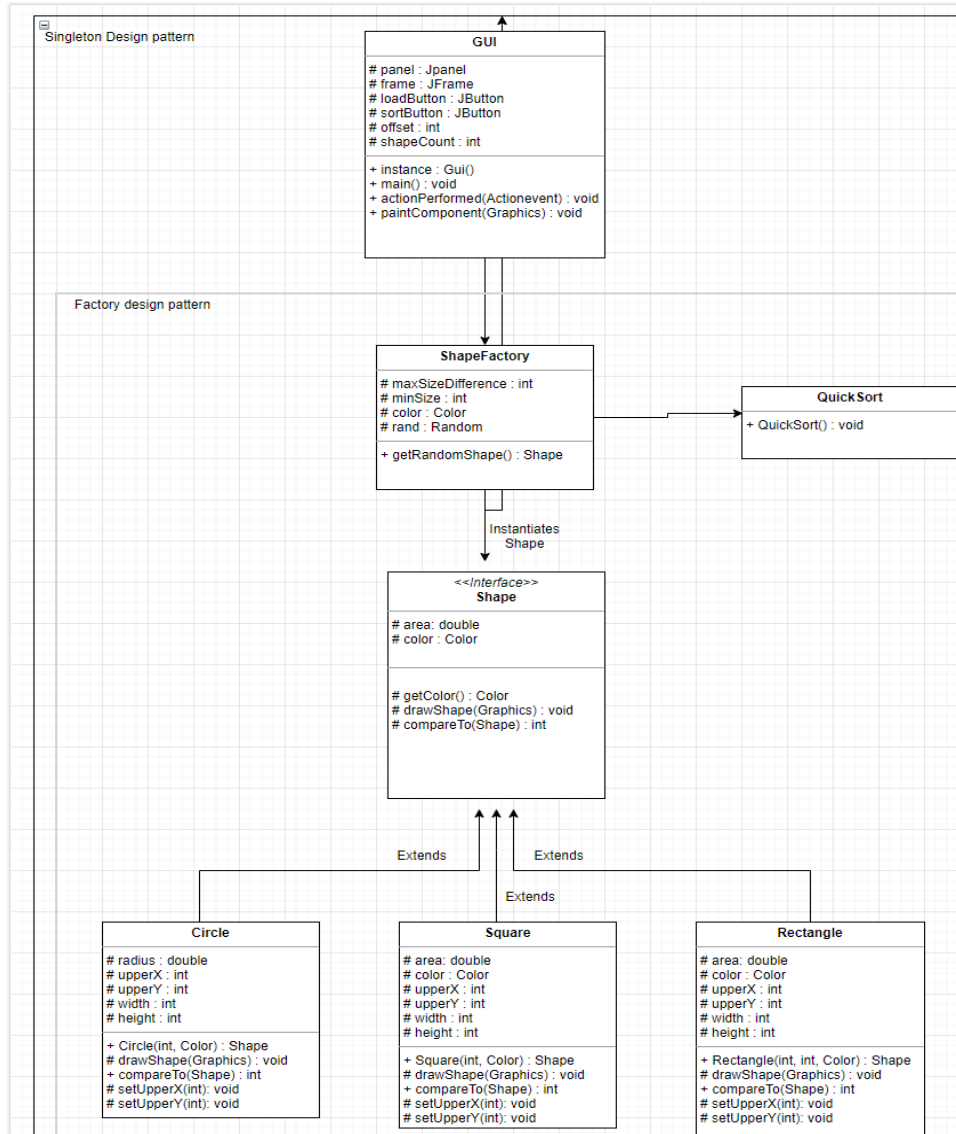 Singleton Design pattern
GUI
# panel : Jpanel
# frame : JFrame
# loadButton : JButton
# sortButton : JButton
# offset : int
# shapeCount : int
+ instance : Gui()
+ main() : void
+ actionPerformed(Actionevent) : void
+ paintComponent(Graphics) : void
Factory design pattern
ShapeFactory
# maxSizeDifference : int
# minSize : int
# color : Color
# rand : Random
+ getRandomShape() : Shape
QuickSort
+ QuickSort() : void
Instantiates
Shape
<<Interface>>
Shape
# area: double
# color : Color
# getColor() : Color
# drawShape(Graphics) : void
# compareTo(Shape) : int
Extends
Extends
Extends
Circle
# radius : double
# upperX : int
# upperY : int
# width : int
# height : int
+ Circle(int, Color) : Shape
# drawShape(Graphics) : void
+ compareTo(Shape) : int
# setUpperX(int): void
# setUpperY(int): void
Square
# area: double
# color : Color
# upperX : int
# upperY : int
# width : int
# height : int
+ Square(int, Color) : Shape
# drawShape(Graphics) : void
+ compareTo(Shape) : int
# setUpperX(int): void
# setUpperY(int): void
Rectangle
# area: double
# color : Color
# upperX : int
# upperY : int
# width : int
# height : int
+ Rectangle(int, int, Color) : Shape
# drawShape(Graphics) : void
+ compareTo(Shape) : int
# setUpperX(int): void
# setUpperY(int): void